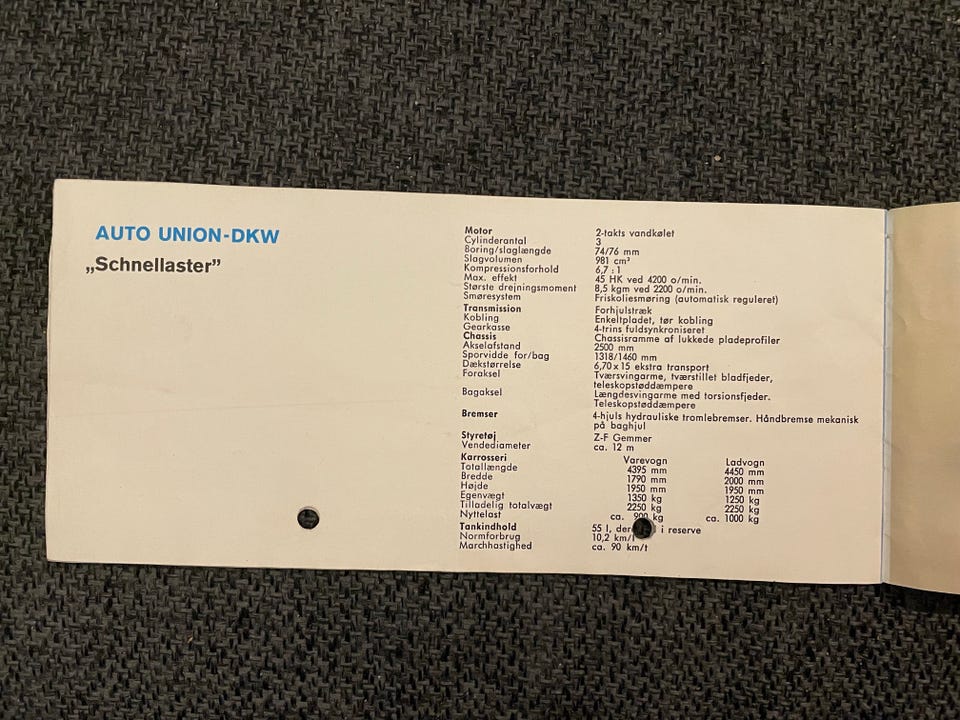 AUTO UNION-DKW
„Schnellaster”
Motor 2-takts vandkølet
Cylinderantal 3
Boring/slaglængde 74/76 mm
Slagvolumen 981 cm³
Kompressionsforhold 6,7 : 1
Max. effekt 45 HK ved 4200 o/min.
Største drejningsmoment 8,5 kgm ved 2200 o/min.
Smøresystem Friskoliesmøring (automatisk reguleret)
Transmission Forhjulstræk
Kobling Enkeltpladet, tør kobling
Gearkasse 4-trins fuldsynkroniseret
Chassis Chassisramme af lukkede pladeprofiler
Akselafstand 2500 mm
Sporvidde for/bag 1318/1460 mm
Dækstørrelse 6,70 x 15 ekstra transport
Foraksel Tværsvingarme, tværstillet bladfjeder,
teleskopstøddæmpere
Bagaksel Længdesvingarme med torsionsfjeder.
Teleskopstøddæmpere
Bremser 4-hjuls hydrauliske tromlebremser. Håndbremse mekanisk
på baghjul
Styretøj Z-F Gemmer
Vendediameter ca. 12 m
Karrosseri Varevogn Ladvogn
Totallængde 4395 mm 4450 mm
Bredde 1790 mm 2000 mm
Højde 1950 mm 1950 mm
Egenvægt 1350 kg 1250 kg
Tilladelig totalvægt 2250 kg 2250 kg
Nyttelast ca. 900 kg ca. 1000 kg
Tankindhold 55 l, i reserve
Normforbrug 10,2 km/l
Marchhastighed ca. 90 km/t